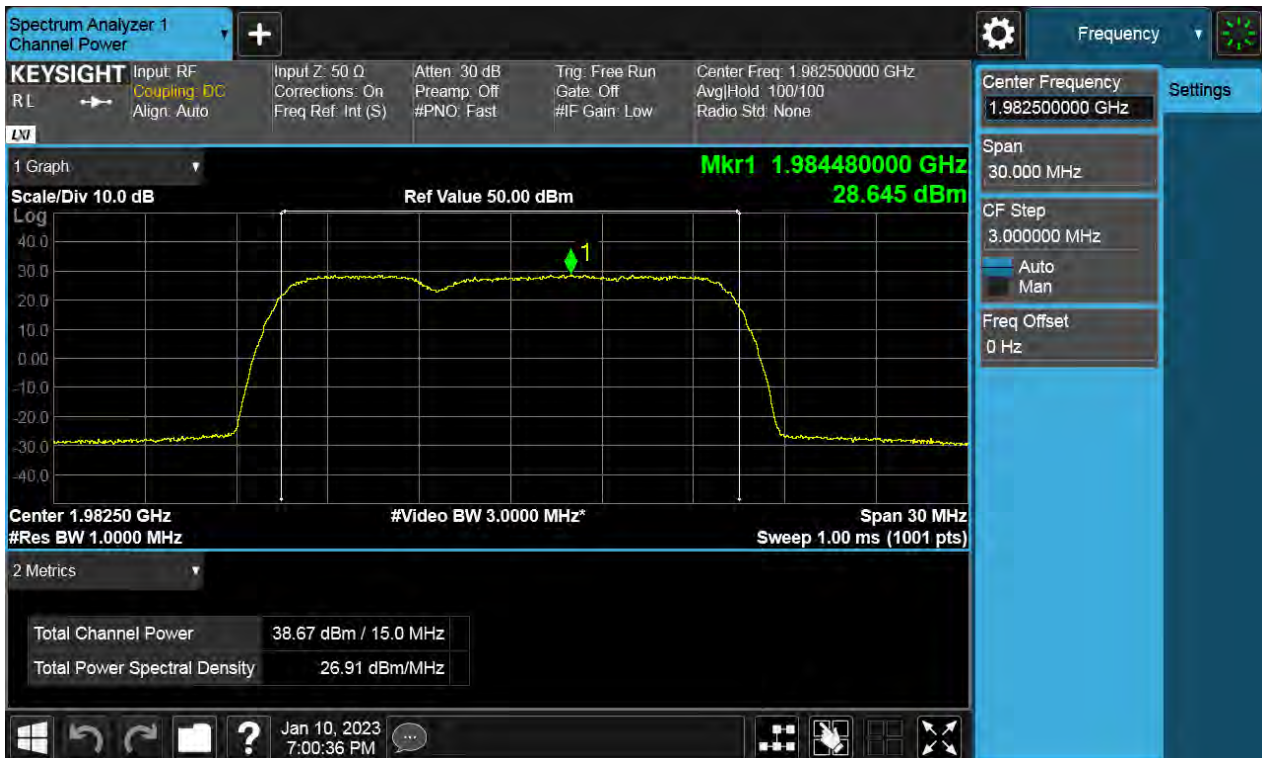 Spectrum Analyzer 1
Channel Power
+
Frequency
KEYSIGHT
Input: RF
Coupling: DC
Align: Auto
Input Z: 50 Ω
Corrections: On
Freq Ref: Int (S)
Atten: 30 dB
Preamp: Off
#PNO: Fast
Trig: Free Run
Gate: Off
#IF Gain: Low
Center Freq: 1.982500000 GHz
Avg|Hold: 100/100
Radio Std: None
R L
LXI
Center Frequency
1.982500000 GHz
Settings
Span
30.000 MHz
CF Step
3.000000 MHz
Auto
Man
Freq Offset
0 Hz
1 Graph
Mkr1 1.984480000 GHz
28.645 dBm
Scale/Div 10.0 dB
Ref Value 50.00 dBm
Log
40.0
30.0
20.0
10.0
0.00
-10.0
-20.0
-30.0
-40.0
1
Center 1.98250 GHz
#Video BW 3.0000 MHz*
Span 30 MHz
#Res BW 1.0000 MHz
Sweep 1.00 ms (1001 pts)
2 Metrics
Total Channel Power 38.67 dBm / 15.0 MHz
Total Power Spectral Density 26.91 dBm/MHz
?
Jan 10, 2023
7:00:36 PM